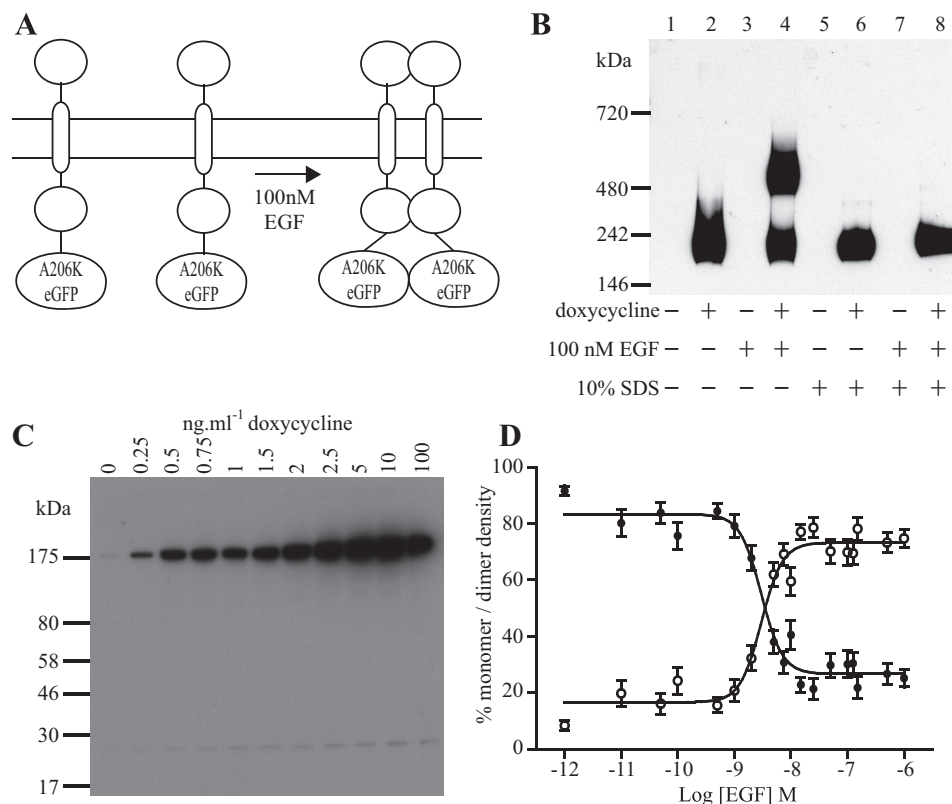 A
100nM
EGF
A206K
eGFP
A206K
eGFP
A206K
eGFP
A206K
eGFP
B
1 2 3 4 5 6 7 8
kDa
720
480
242
146
doxycycline − + − + − + − +
100 nM EGF − − + + − − + +
10% SDS − − − − + + + +
C
ng.ml⁻¹ doxycycline
0 0.25 0.5 0.75 1 1.5 2 2.5 5 10 100
kDa
175
80
58
46
30
17
D
% monomer / dimer density
100
80
60
40
20
0
-12 -11 -10 -9 -8 -7 -6
Log [EGF] M